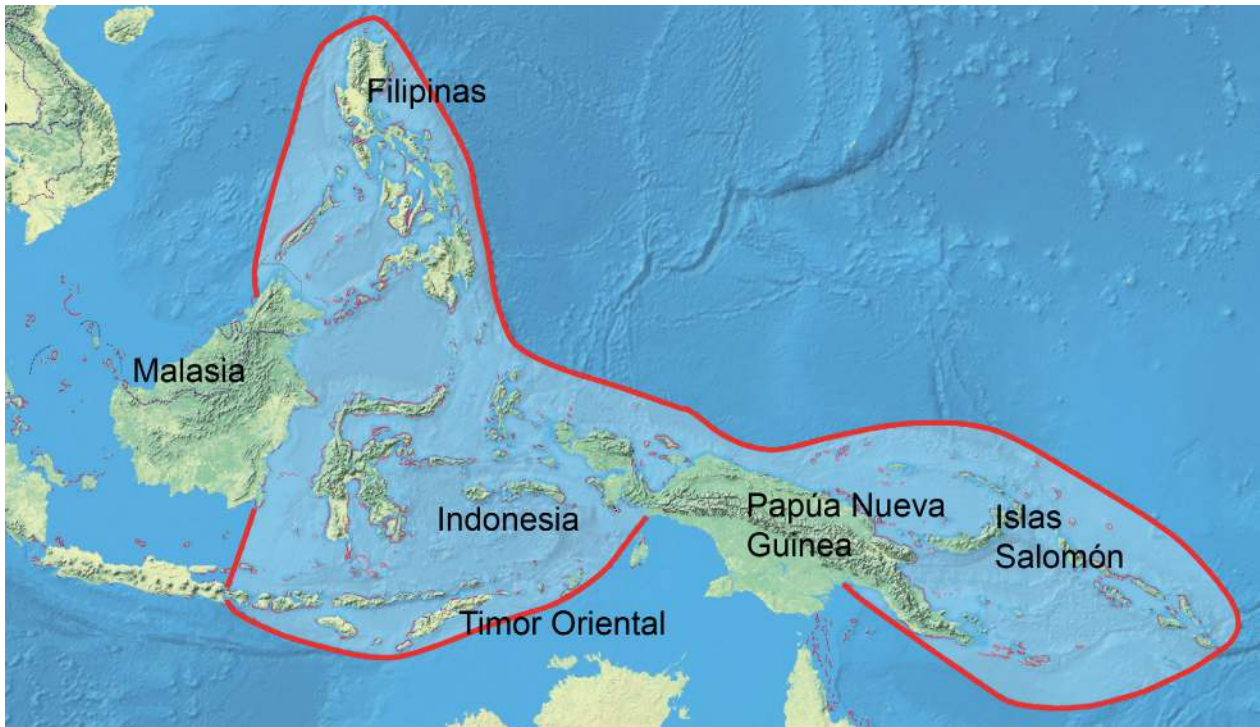 Filipinas
Malasia
Indonesia
Papúa Nueva
Guinea
Islas
Salomón
Timor Oriental